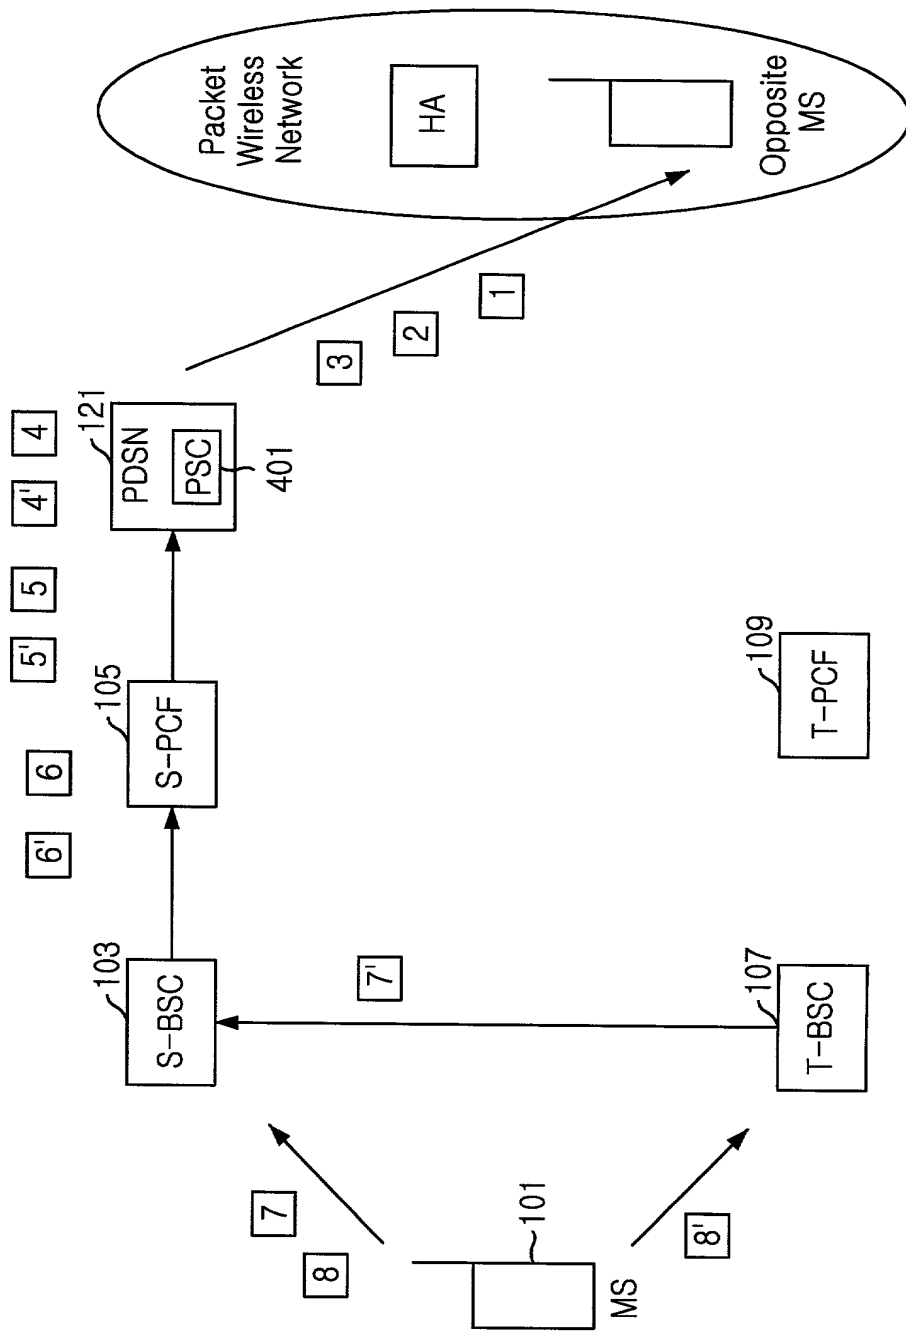 6'
6
5'
5
4'
4
103
S-BSC
105
S-PCF
121
PDSN
PSC
401
3
2
1
Packet
Wireless
Network
HA
Opposite
MS
7
8
7'
101
MS
8'
107
T-BSC
109
T-PCF